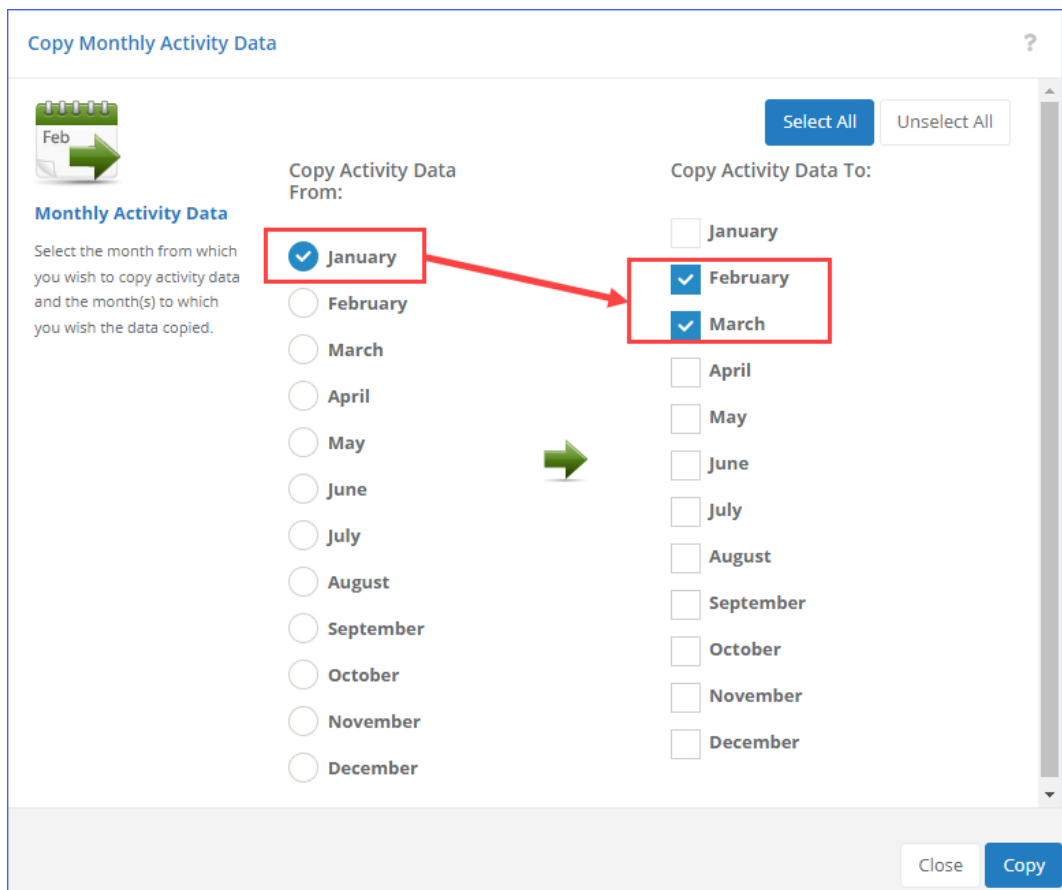 Copy Monthly Activity Data
?
Feb
Monthly Activity Data
Select the month from which
you wish to copy activity data
and the month(s) to which
you wish the data copied.
Select All
Unselect All
Copy Activity Data
From:
January
February
March
April
May
June
July
August
September
October
November
December
Copy Activity Data To:
January
February
March
April
May
June
July
August
September
October
November
December
Close
Copy